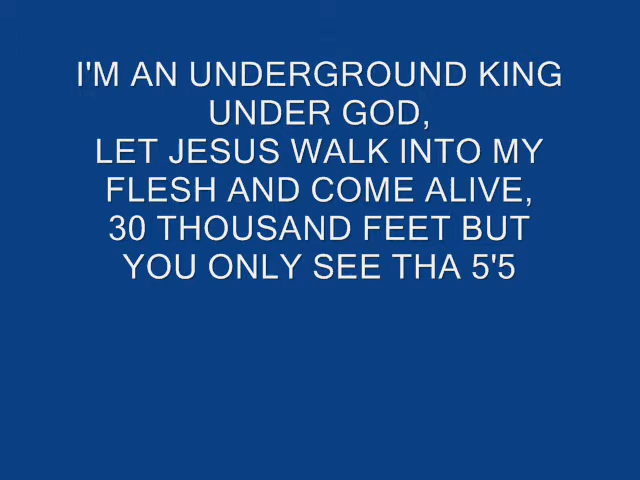 I'M AN UNDERGROUND KING
UNDER GOD,
LET JESUS WALK INTO MY
FLESH AND COME ALIVE,
30 THOUSAND FEET BUT
YOU ONLY SEE THA 5'5